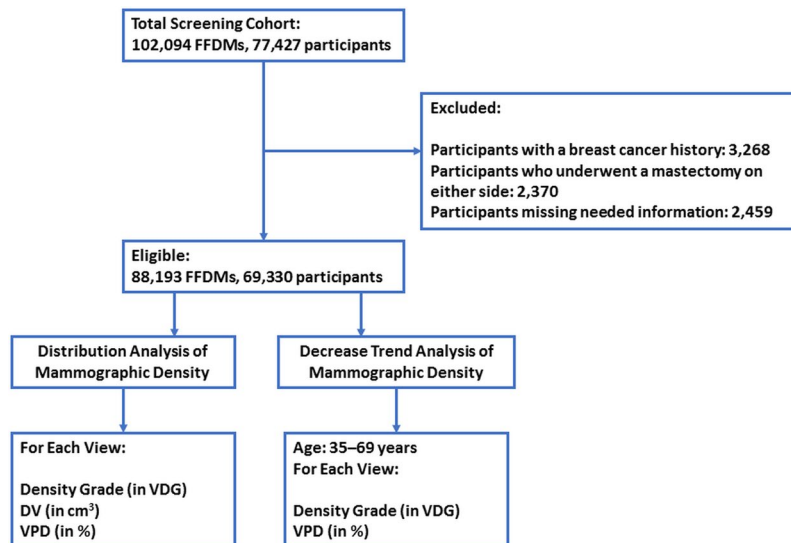 Total Screening Cohort:
102,094 FFDMs, 77,427 participants
Excluded:
Participants with a breast cancer history: 3,268
Participants who underwent a mastectomy on
either side: 2,370
Participants missing needed information: 2,459
Eligible:
88,193 FFDMs, 69,330 participants
Distribution Analysis of
Mammographic Density
Decrease Trend Analysis of
Mammographic Density
For Each View:
Density Grade (in VDG)
DV (in cm³)
VPD (in %)
Age: 35–69 years
For Each View:
Density Grade (in VDG)
VPD (in %)